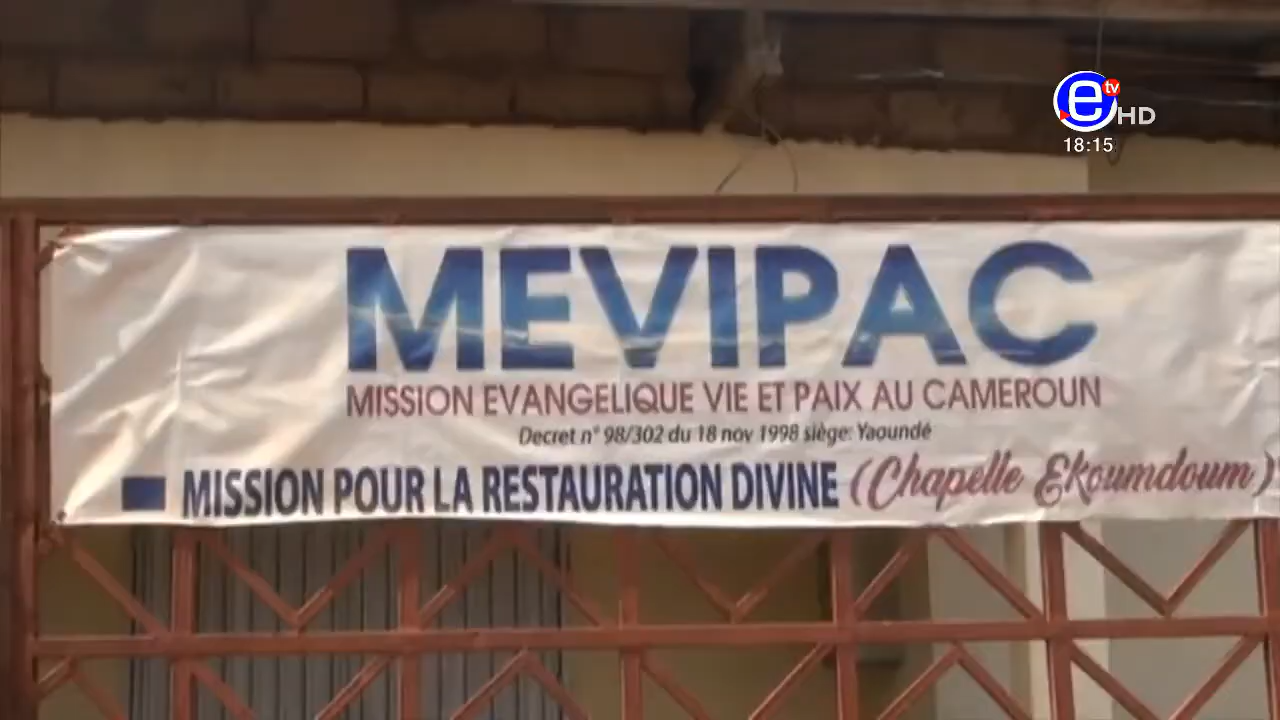 e tv HD
18:15
MEVIPAC
MISSION EVANGELIQUE VIE ET PAIX AU CAMEROUN
Decret n° 98/302 du 18 nov 1998 siège: Yaoundé
MISSION POUR LA RESTAURATION DIVINE (Chapelle Ekoumdoum)